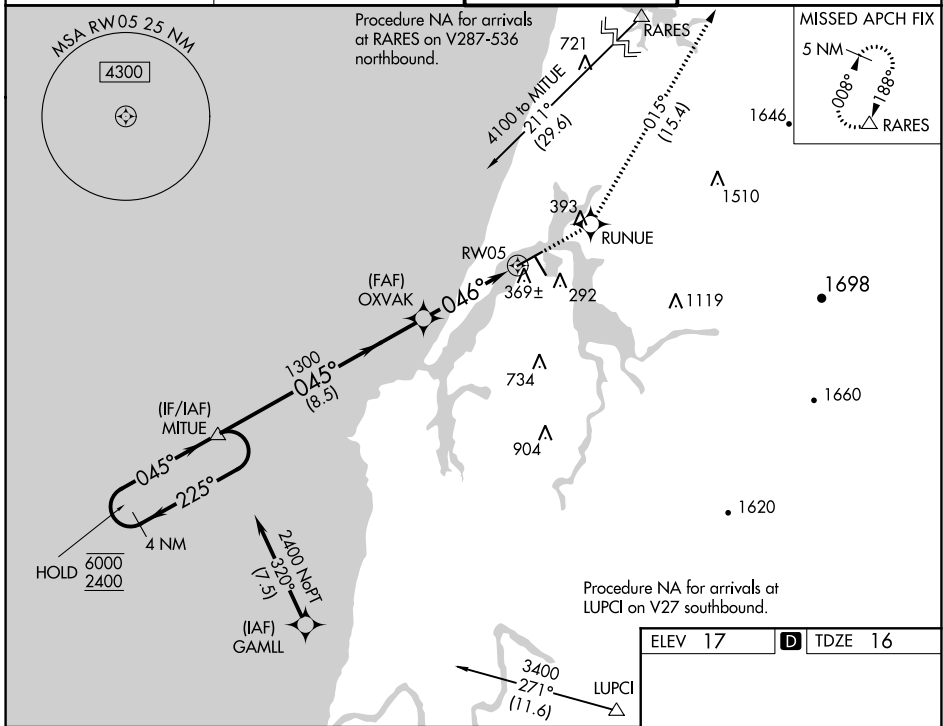 MSA RW05 25 NM
4300
Procedure NA for arrivals
at RARES on V287-536
northbound.
721
RARES
4100 to MITUE
211°
(29.6)
015°
(15.4)
MISSED APCH FIX
5 NM
008°
188°
RARES
1646
1510
393
RUNUE
RW05
369±
292
1119
1698
(FAF)
OXVAK
046°
1300
045°
(8.5)
734
1660
(IF/IAF)
MITUE
904
045°
225°
4 NM
HOLD
6000
2400
1620
2400 NoPT
320°
(7.5)
(IAF)
GAMLL
Procedure NA for arrivals at
LUPCI on V27 southbound.
3400
271°
(11.6)
LUPCI
ELEV 17
D
TDZE 16